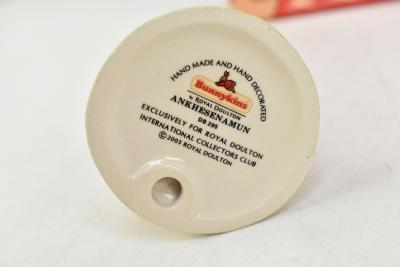 HAND MADE AND HAND DECORATED
Bunnykins
by ROYAL DOULTON
ANKHESENAMUN
DB 295
EXCLUSIVELY FOR ROYAL DOULTON
INTERNATIONAL COLLECTORS CLUB
©2003 ROYAL DOULTON